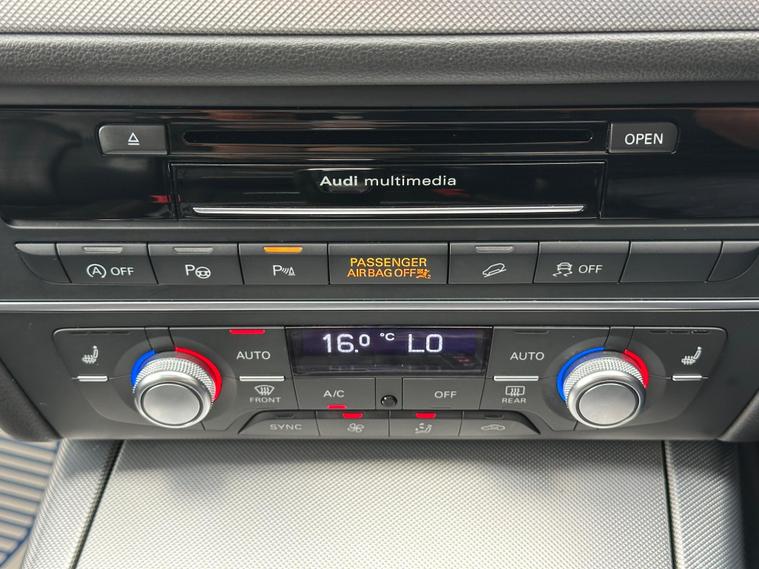 OPEN
Audi multimedia
A OFF
P
P
PASSENGER
AIRBAG OFF
OFF
16.0 °C LO
AUTO
AUTO
FRONT
A/C
OFF
REAR
SYNC